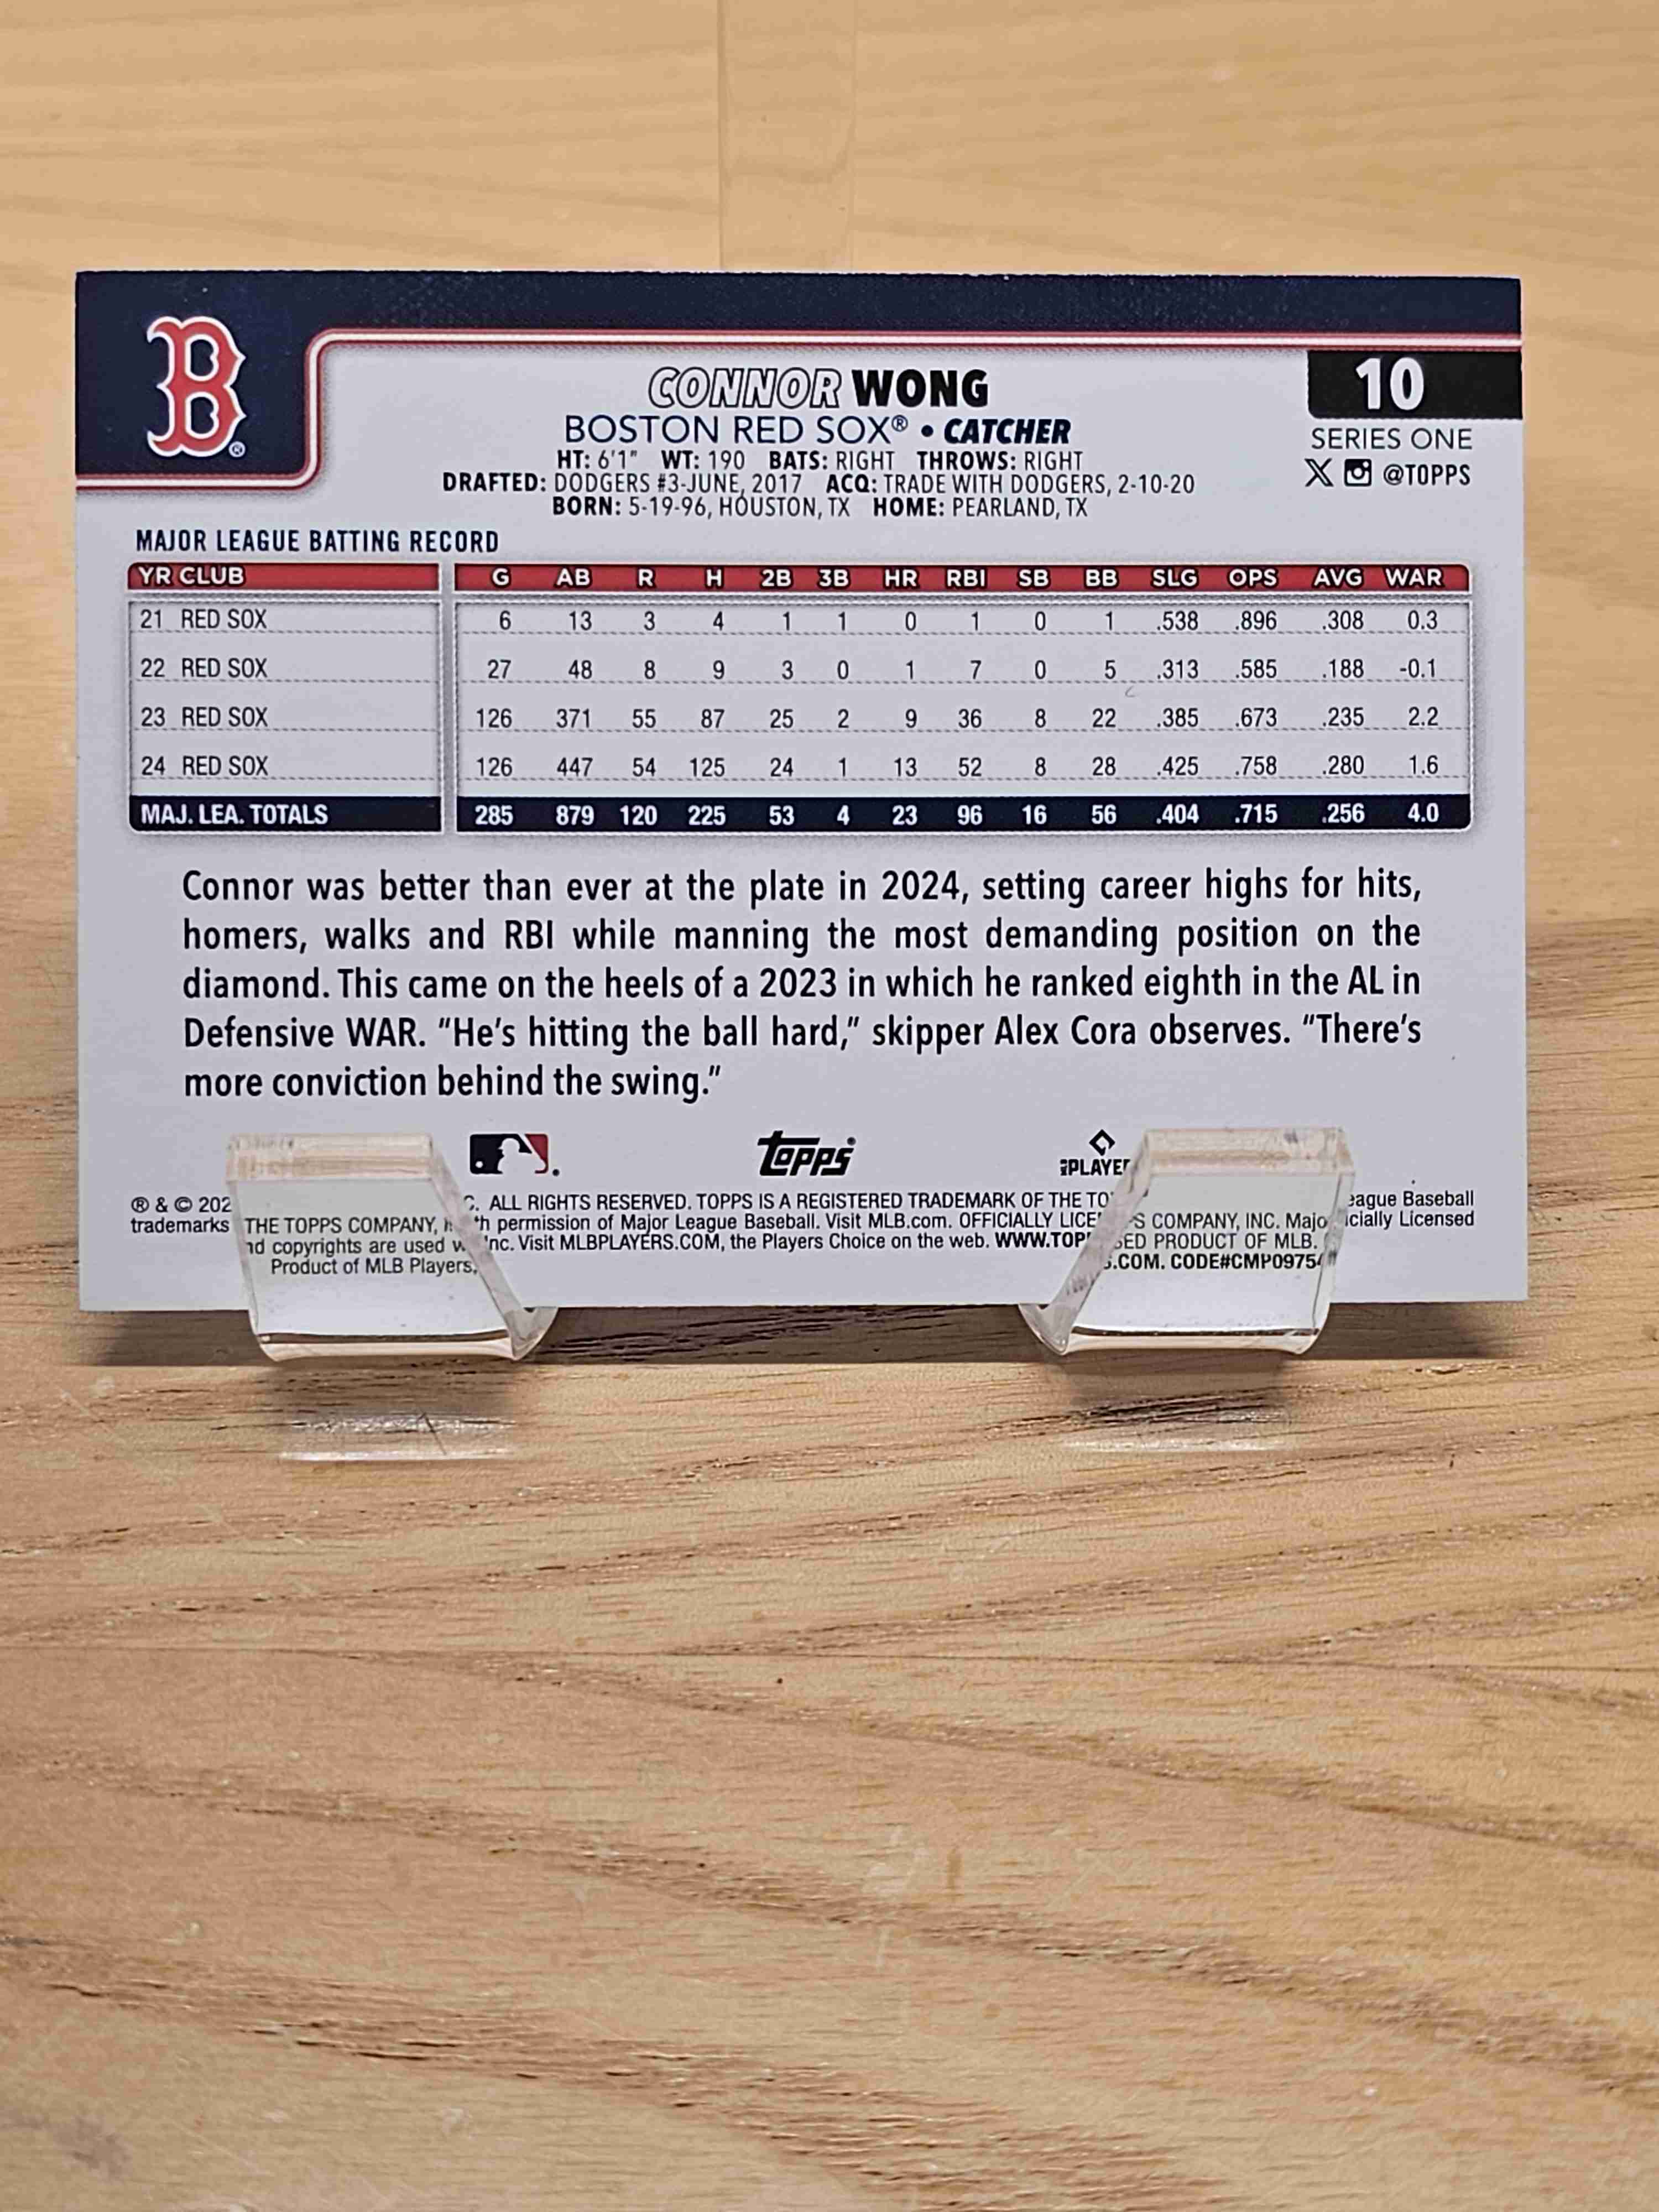 B®
CONNOR WONG
10
BOSTON RED SOX® • CATCHER
SERIES ONE
HT: 6'1" WT: 190 BATS: RIGHT THROWS: RIGHT
X @TOPPS
DRAFTED: DODGERS #3-JUNE, 2017 ACQ: TRADE WITH DODGERS, 2-10-20
BORN: 5-19-96, HOUSTON, TX HOME: PEARLAND, TX
MAJOR LEAGUE BATTING RECORD
YR CLUB G AB R H 2B 3B HR RBI SB BB SLG OPS AVG WAR
21 RED SOX 6 13 3 4 1 1 0 1 0 1 .538 .896 .308 0.3
22 RED SOX 27 48 8 9 3 0 1 7 0 5 .313 .585 .188 -0.1
23 RED SOX 126 371 55 87 25 2 9 36 8 22 .385 .673 .235 2.2
24 RED SOX 126 447 54 125 24 1 13 52 8 28 .425 .758 .280 1.6
MAJ. LEA. TOTALS 285 879 120 225 53 4 23 96 16 56 .404 .715 .256 4.0
Connor was better than ever at the plate in 2024, setting career highs for hits,
homers, walks and RBI while manning the most demanding position on the
diamond. This came on the heels of a 2023 in which he ranked eighth in the AL in
Defensive WAR. "He's hitting the ball hard," skipper Alex Cora observes. "There's
more conviction behind the swing."
Topps®
® & © THE TOPPS COMPANY, ALL RIGHTS RESERVED. TOPPS IS A REGISTERED TRADEMARK OF THE COMPANY, INC. League Baseball
trademarks copyrights are used permission of Major League Baseball. Visit MLB.com. OFFICIALLY PRODUCT OF MLB. Licensed
Product of MLB Players, Inc. Visit MLBPLAYERS.COM, the Players Choice on the web. WWW.TOPPS.COM. CODE#CMP09754